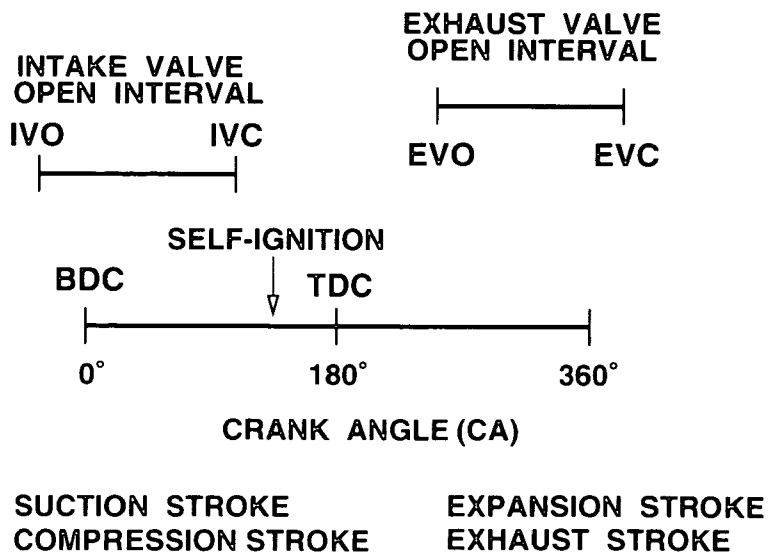 EXHAUST VALVE
OPEN INTERVAL
INTAKE VALVE
OPEN INTERVAL
IVO IVC
EVO EVC
SELF-IGNITION
BDC TDC
0° 180° 360°
CRANK ANGLE (CA)
SUCTION STROKE
COMPRESSION STROKE
EXPANSION STROKE
EXHAUST STROKE